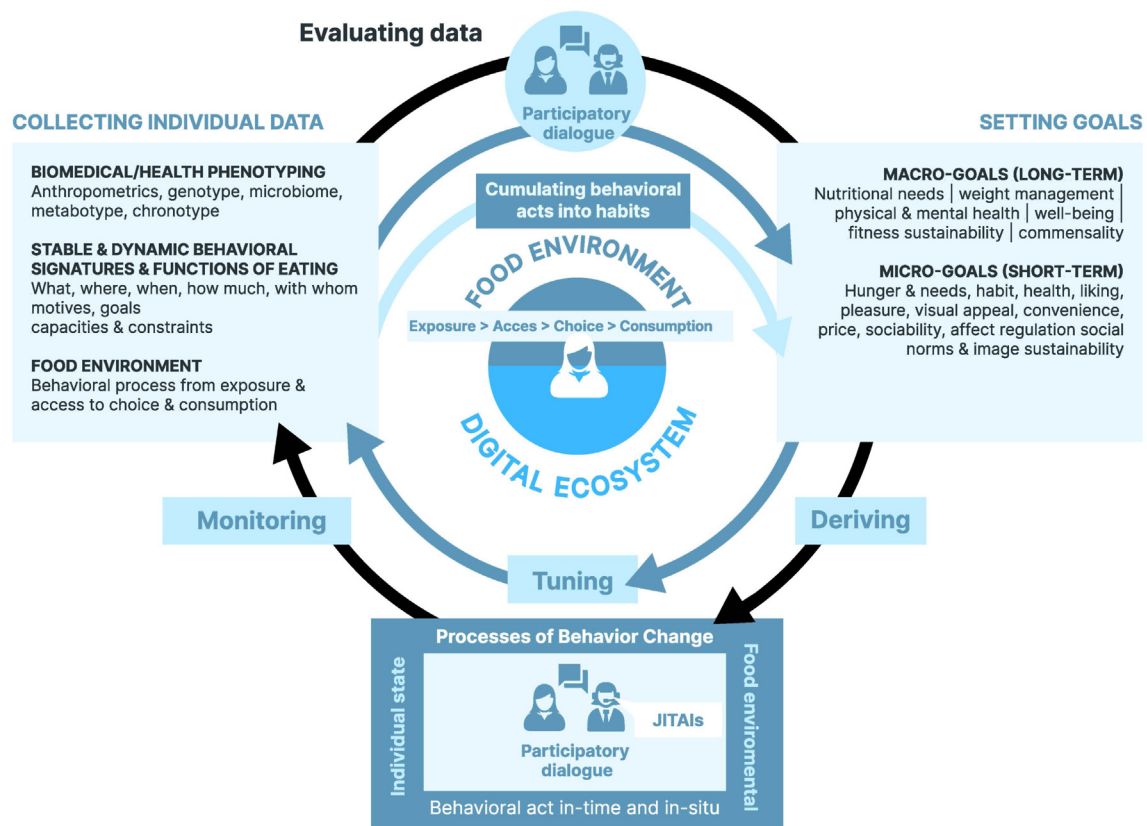 Evaluating data
Participatory
dialogue
COLLECTING INDIVIDUAL DATA
BIOMEDICAL/HEALTH PHENOTYPING
Anthropometrics, genotype, microbiome,
metabotype, chronotype
STABLE & DYNAMIC BEHAVIORAL
SIGNATURES & FUNCTIONS OF EATING
What, where, when, how much, with whom
motives, goals
capacities & constraints
FOOD ENVIRONMENT
Behavioral process from exposure &
access to choice & consumption
SETTING GOALS
MACRO-GOALS (LONG-TERM)
Nutritional needs | weight management |
physical & mental health | well-being |
fitness sustainability | commensality
MICRO-GOALS (SHORT-TERM)
Hunger & needs, habit, health, liking,
pleasure, visual appeal, convenience,
price, sociability, affect regulation social
norms & image sustainability
Cumulating behavioral
acts into habits
FOOD ENVIRONMENT
Exposure > Acces > Choice > Consumption
DIGITAL ECOSYSTEM
Monitoring
Deriving
Tuning
Processes of Behavior Change
Individual state
Food enviromental
JITAIs
Participatory
dialogue
Behavioral act in-time and in-situ